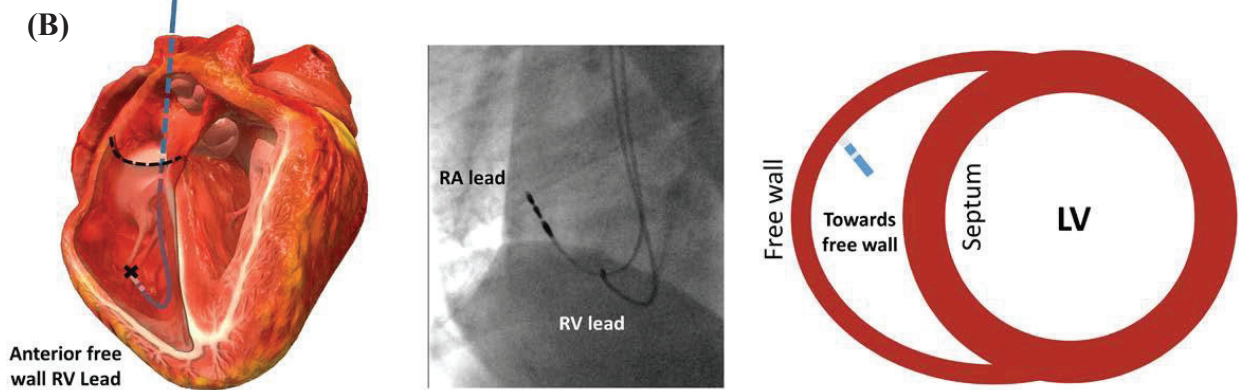 (B)
Anterior free
wall RV Lead
RA lead
RV lead
Free wall
Towards
free wall
Septum
LV